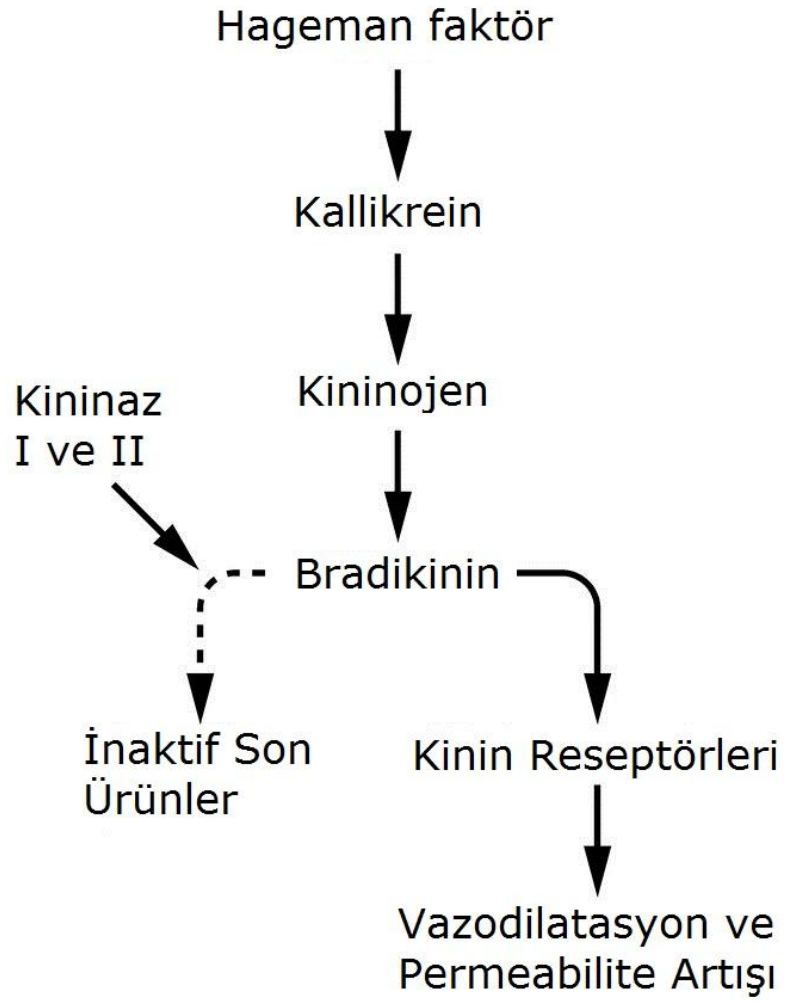 Hageman faktör
Kallikrein
Kininojen
Kininaz
I ve II
Bradikinin
İnaktif Son
Ürünler
Kinin Reseptörleri
Vazodilatasyon ve
Permeabilite Artışı